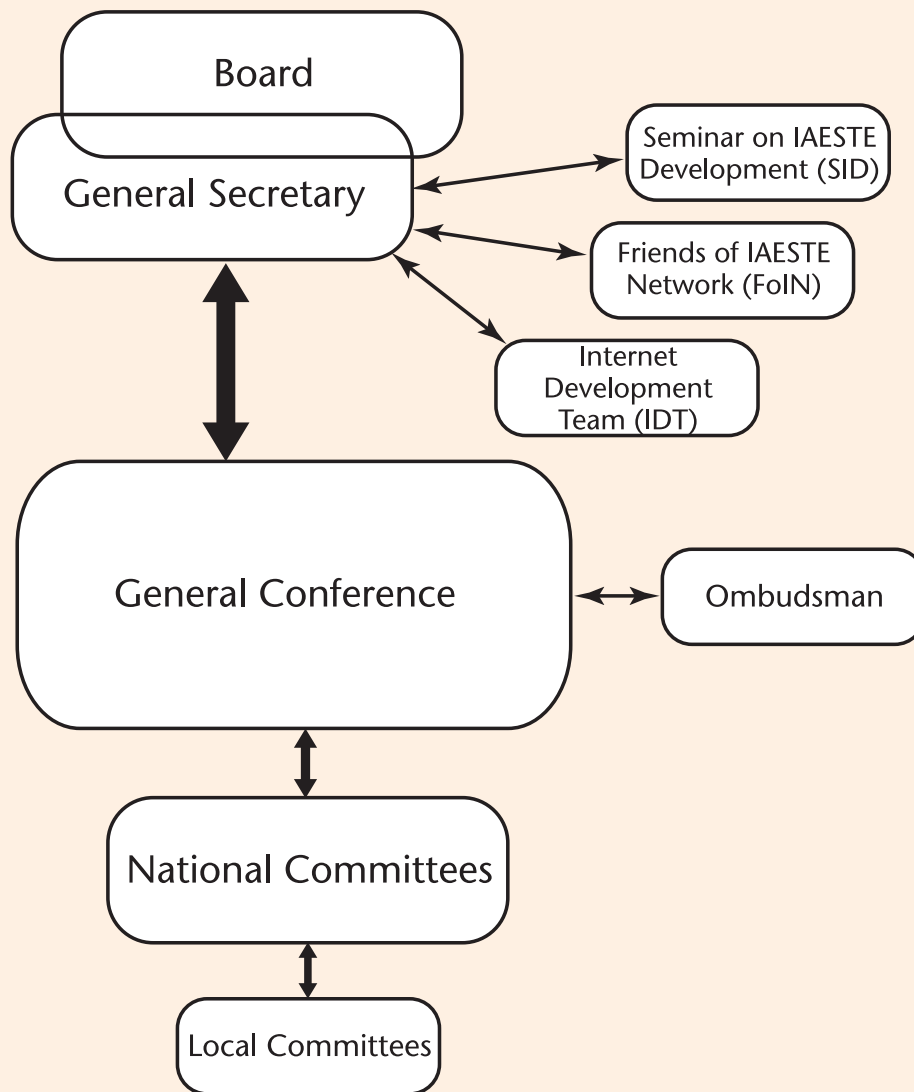 Board
General Secretary
Seminar on IAESTE
Development (SID)
Friends of IAESTE
Network (FoIN)
Internet
Development
Team (IDT)
General Conference
Ombudsman
National Committees
Local Committees